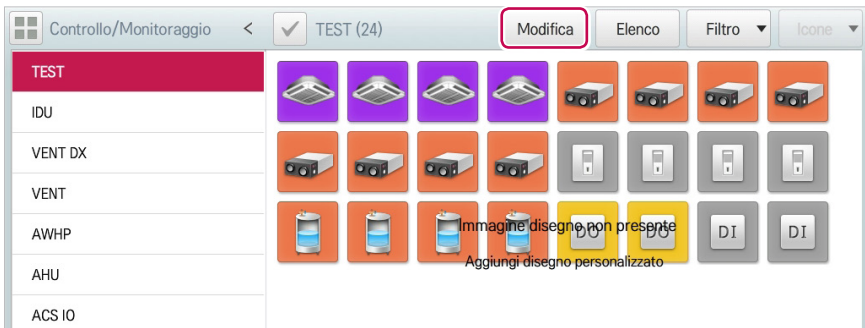 Controllo/Monitoraggio < TEST (24) Modifica Elenco Filtro Icone
TEST
IDU
VENT DX
VENT
AWHP
Immagine disegno non presente
DO DO DI DI
Aggiungi disegno personalizzato
AHU
ACS IO